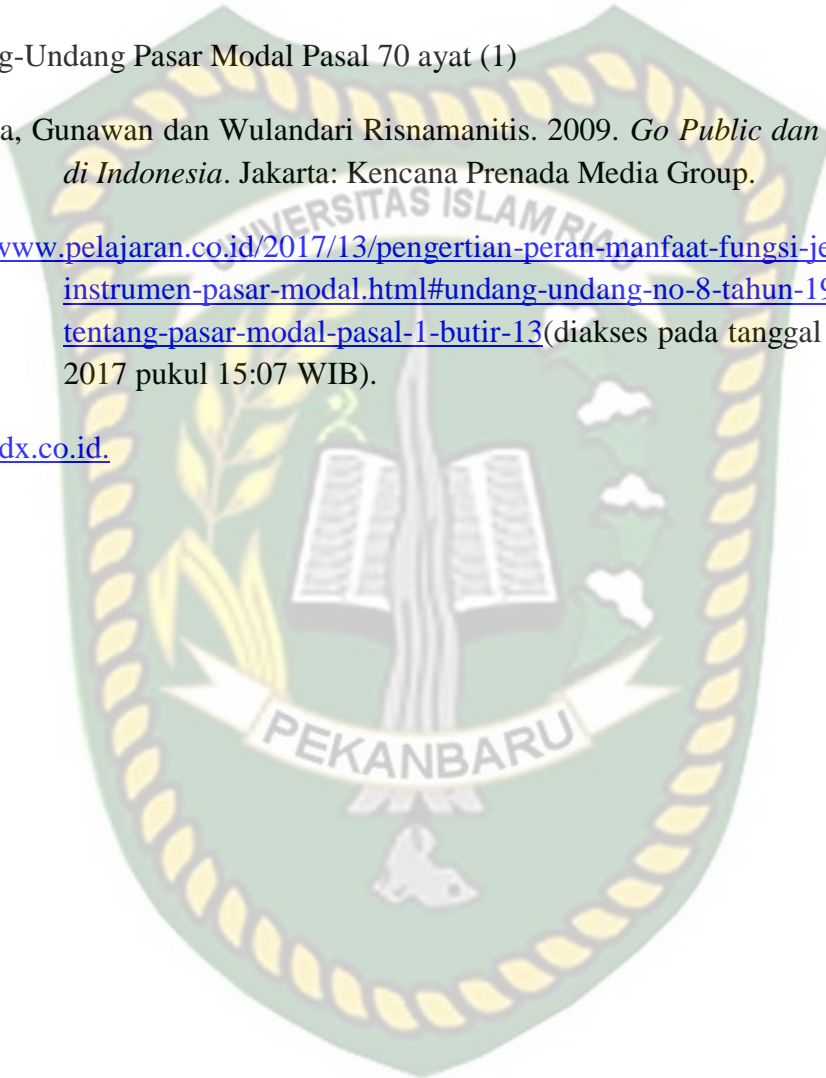 g-Undang Pasar Modal Pasal 70 ayat (1)
a, Gunawan dan Wulandari Risnamanitis. 2009. Go Public dan
di Indonesia. Jakarta: Kencana Prenada Media Group.
UNIVERSITAS ISLAM RIAU
www.pelajaran.co.id/2017/13/pengertian-peran-manfaat-fungsi-je
instrumen-pasar-modal.html#undang-undang-no-8-tahun-19
tentang-pasar-modal-pasal-1-butir-13(diakses pada tanggal
2017 pukul 15:07 WIB).
dx.co.id.
PEKANBARU